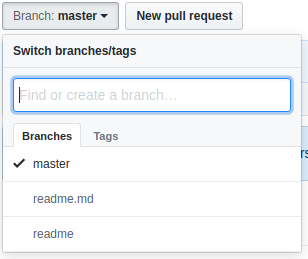 Branch: master
New pull request
Switch branches/tags
Find or create a branch…
Branches
Tags
master
readme.md
readme